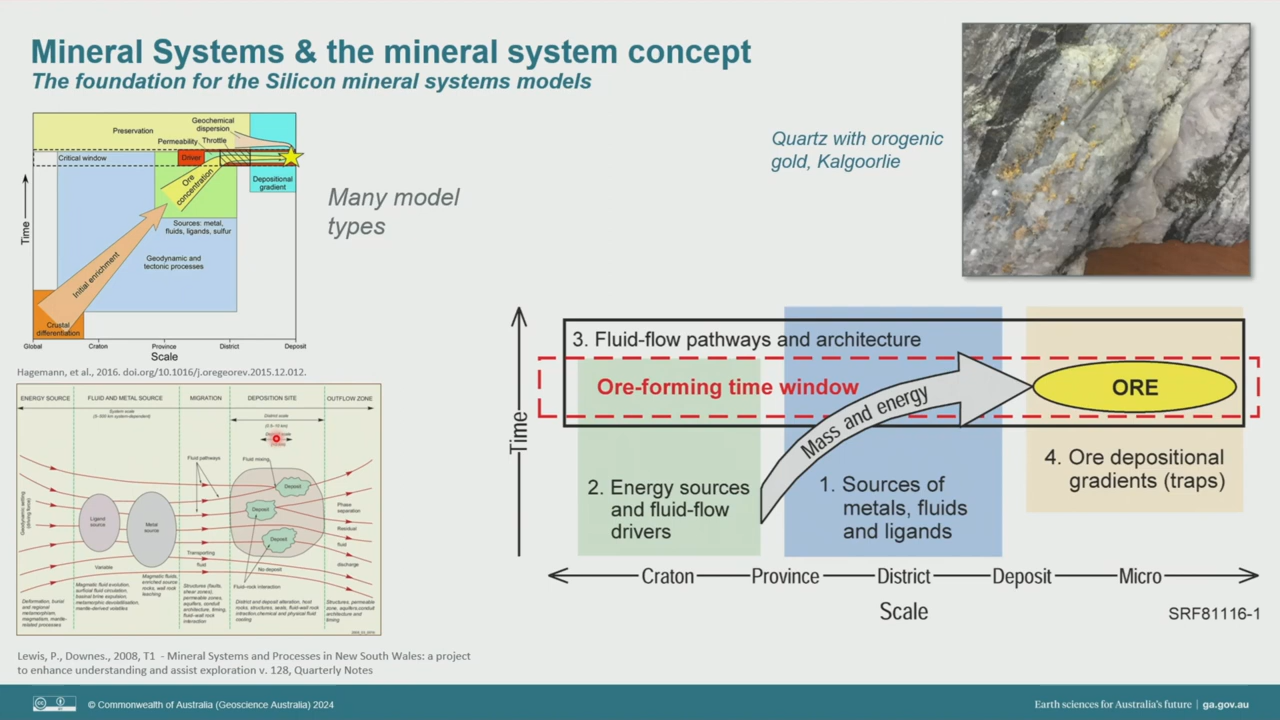 Mineral Systems & the mineral system concept
The foundation for the Silicon mineral systems models
Quartz with orogenic
gold, Kalgoorlie
Many model
types
Geochemical
dispersion
Preservation
Permeability
Throttle
Critical window
Driver
Ore
concentration
Depositional
gradient
Sources: metal,
fluids, ligands, sulfur
Geodynamic and
tectonic processes
Initial enrichment
Crustal
differentiation
Time
Global
Craton
Province
District
Deposit
Scale
Hagemann, et al., 2016. doi.org/10.1016/j.oregeorev.2015.12.012.
ENERGY SOURCE
FLUID AND METAL SOURCE
MIGRATION
DEPOSITION SITE
OUTFLOW ZONE
District scale
Fluid pathways
Fluid mixing
Deposit
Deposit
Deposit
Ligand
source
Metal
source
Phase
separation
Residual
fluid
discharge
Transporting
fluid
No deposit
Variable
Fluid–rock interaction
Lewis, P., Downes., 2008, T1 - Mineral Systems and Processes in New South Wales: a project
to enhance understanding and assist exploration v. 128, Quarterly Notes
3. Fluid-flow pathways and architecture
Ore-forming time window
ORE
Mass and energy
2. Energy sources
and fluid-flow
drivers
1. Sources of
metals, fluids
and ligands
4. Ore depositional
gradients (traps)
Time
Craton
Province
District
Deposit
Micro
Scale
SRF81116-1
© Commonwealth of Australia (Geoscience Australia) 2024
Earth sciences for Australia's future | ga.gov.au